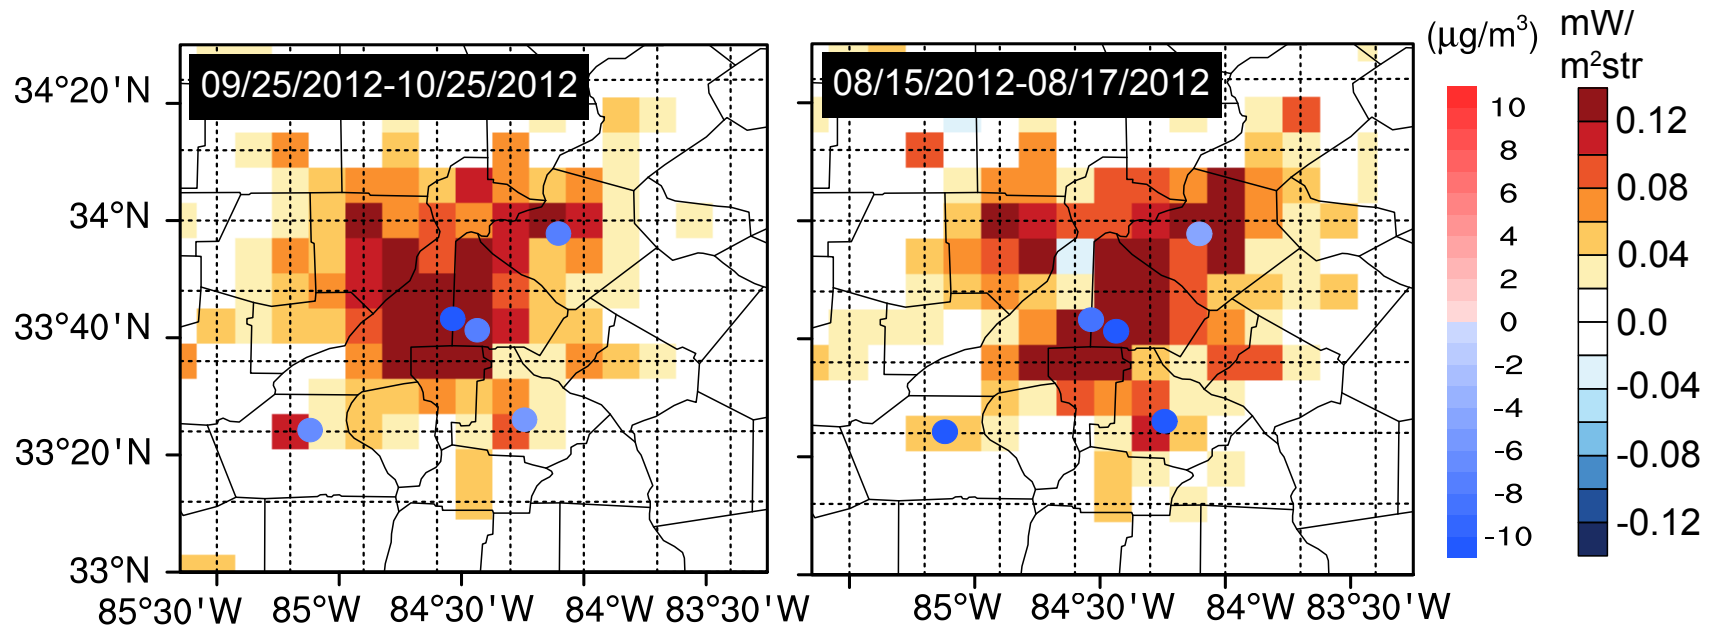 09/25/2012-10/25/2012
08/15/2012-08/17/2012
34°20'N
34°N
33°40'N
33°20'N
33°N
85°30'W 85°W 84°30'W 84°W 83°30'W
85°W 84°30'W 84°W 83°30'W
(µg/m³)
10
8
6
4
2
0
-2
-4
-6
-8
-10
mW/
m²str
0.12
0.08
0.04
0.0
-0.04
-0.08
-0.12